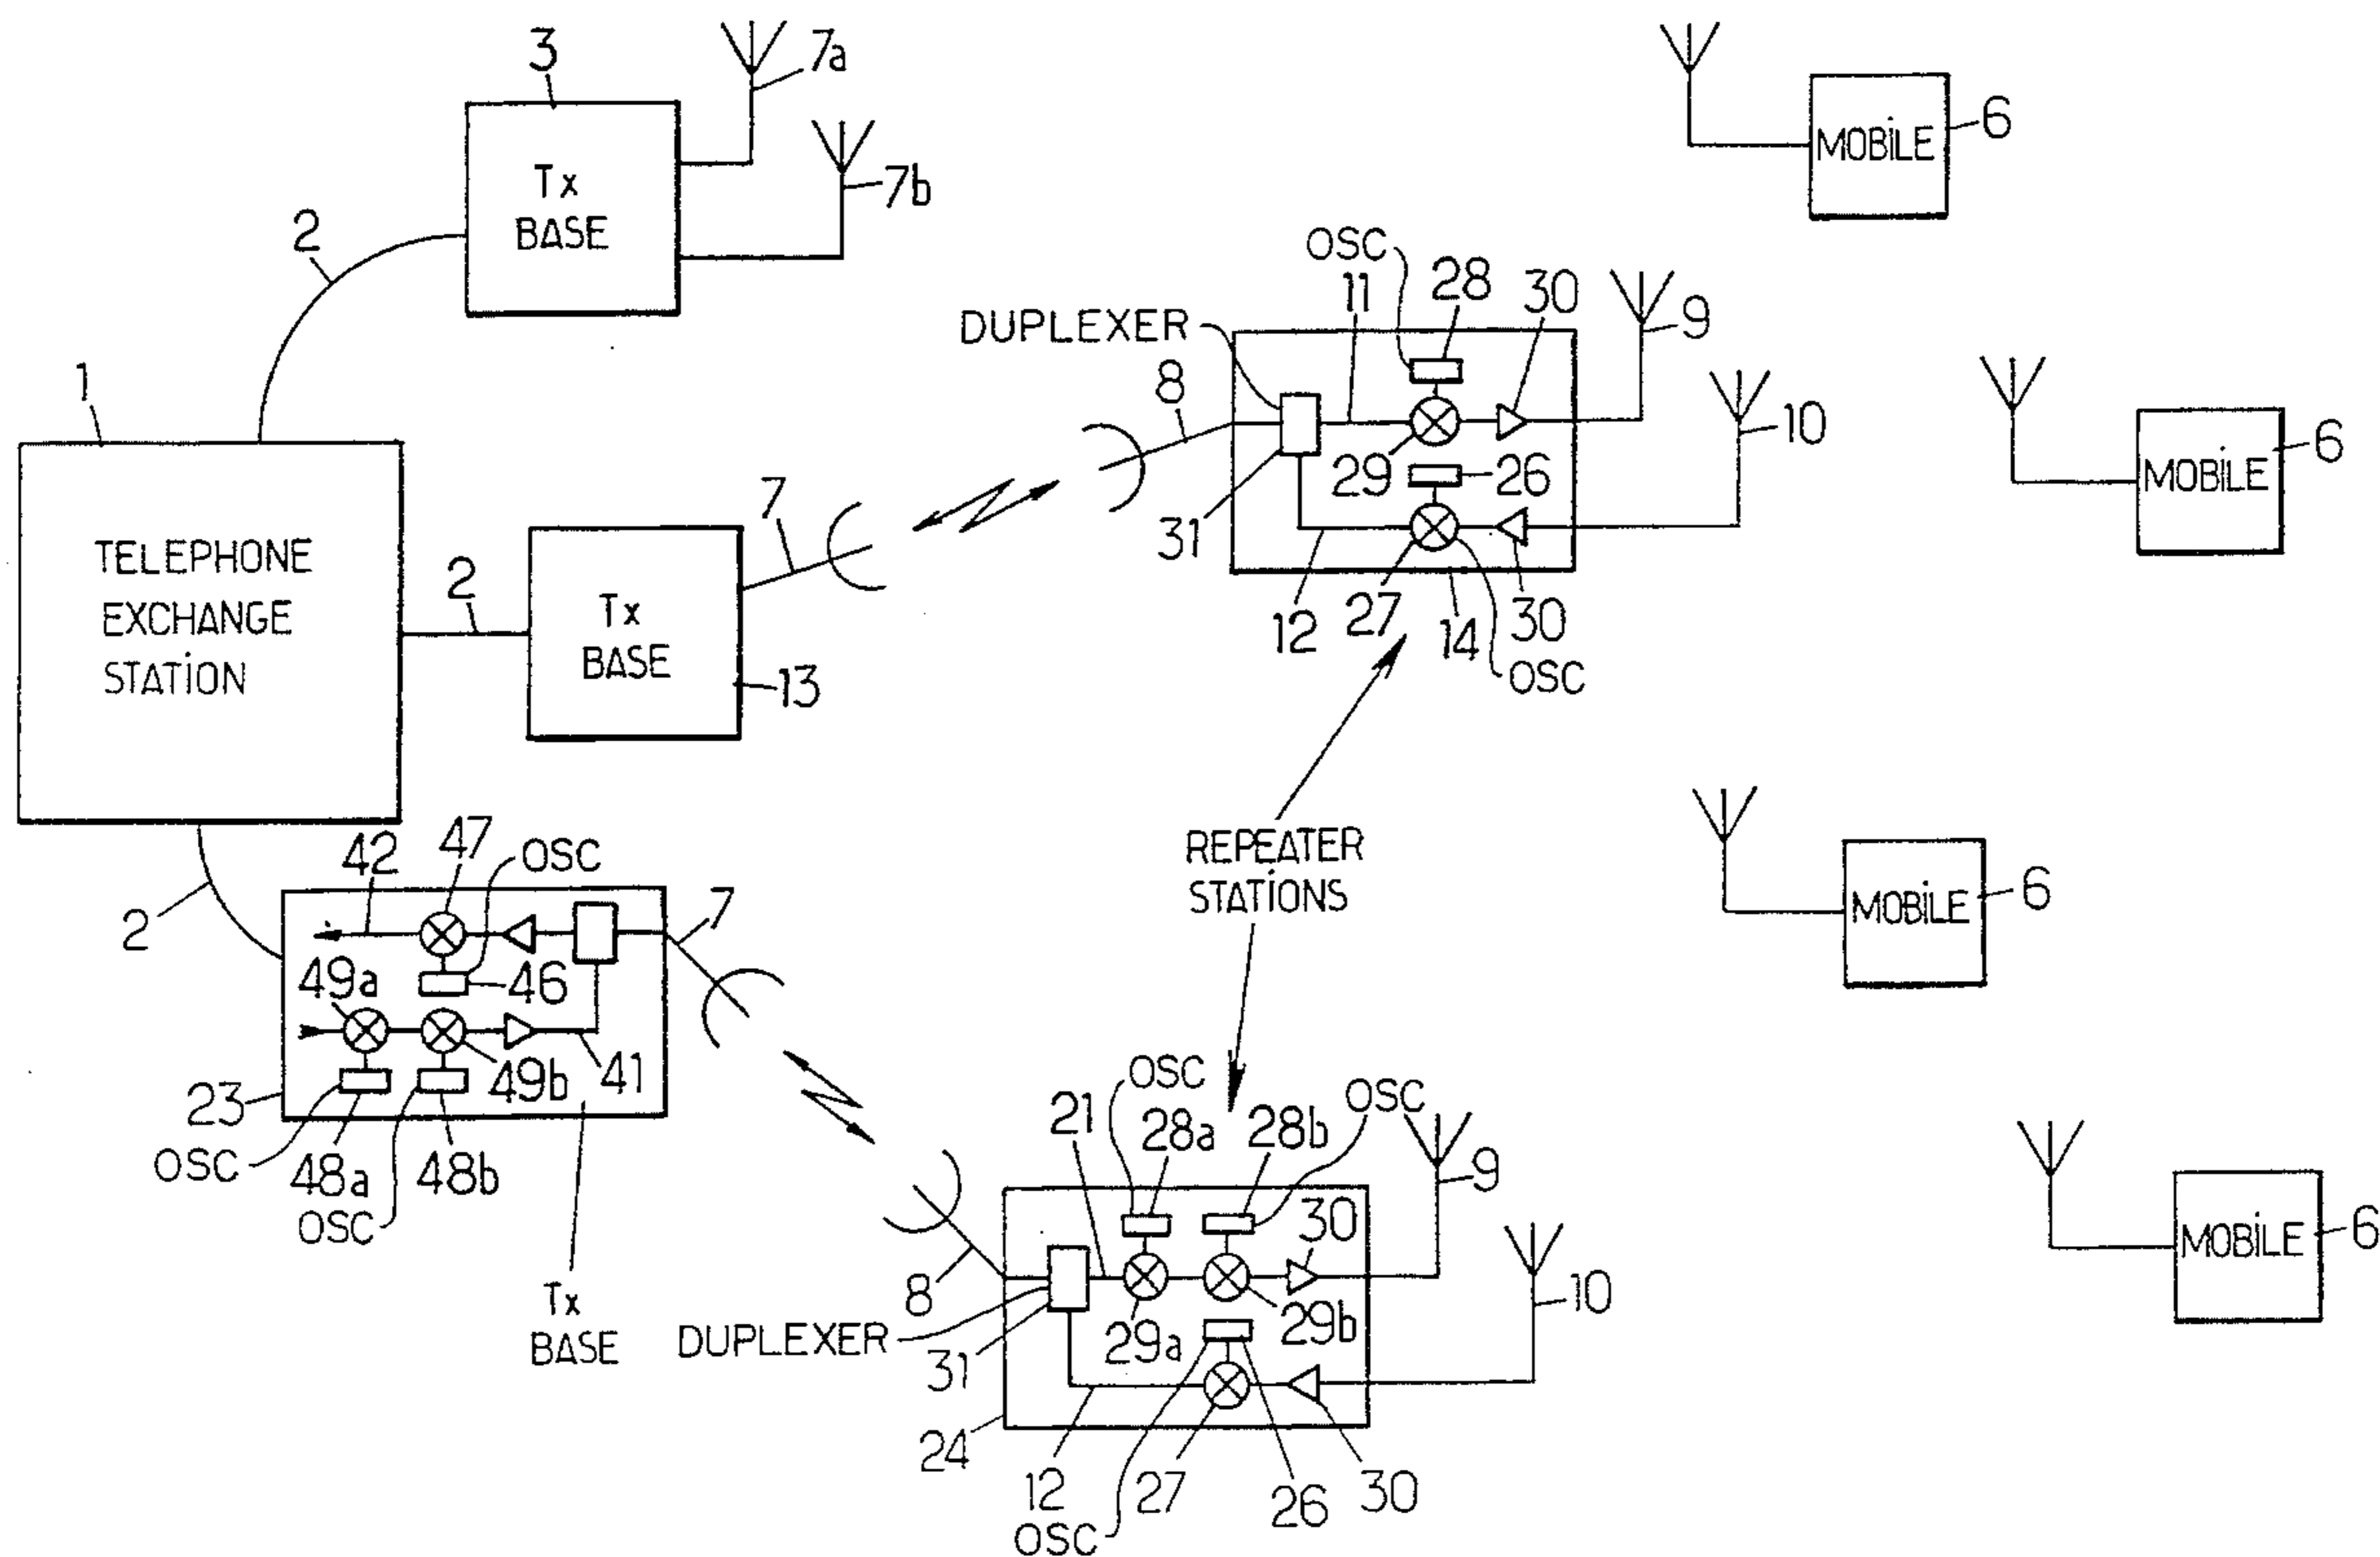 3
7a
7b
Tx
BASE
2
MOBiLE
6
OSC
28
30
11
9
DUPLEXER
8
10
1
29
26
31
MOBiLE
6
7
TELEPHONE
EXCHANGE
STATiON
2
Tx
BASE
13
12
27
14
30
OSC
REPEATER
STATiONS
42
47
OSC
2
7
49a
46
49b
41
23
OSC
48a
48b
OSC
Tx
BASE
MOBiLE
6
OSC
OSC
21
28a
28b
9
30
8
10
DUPLEXER
31
29a
29b
24
12
27
26
30
OSC
MOBiLE
6